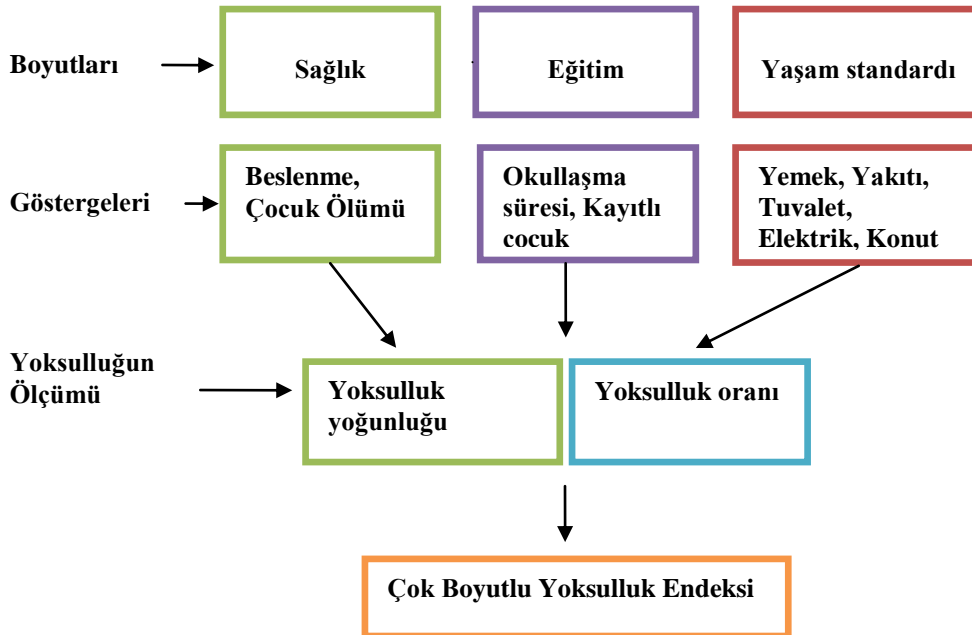 Boyutları
Sağlık
Eğitim
Yaşam standardı
Göstergeleri
Beslenme,
Çocuk Ölümü
Okullaşma
süresi, Kayıtlı
cocuk
Yemek, Yakıtı,
Tuvalet,
Elektrik, Konut
Yoksulluğun
Ölçümü
Yoksulluk
yoğunluğu
Yoksulluk oranı
Çok Boyutlu Yoksulluk Endeksi